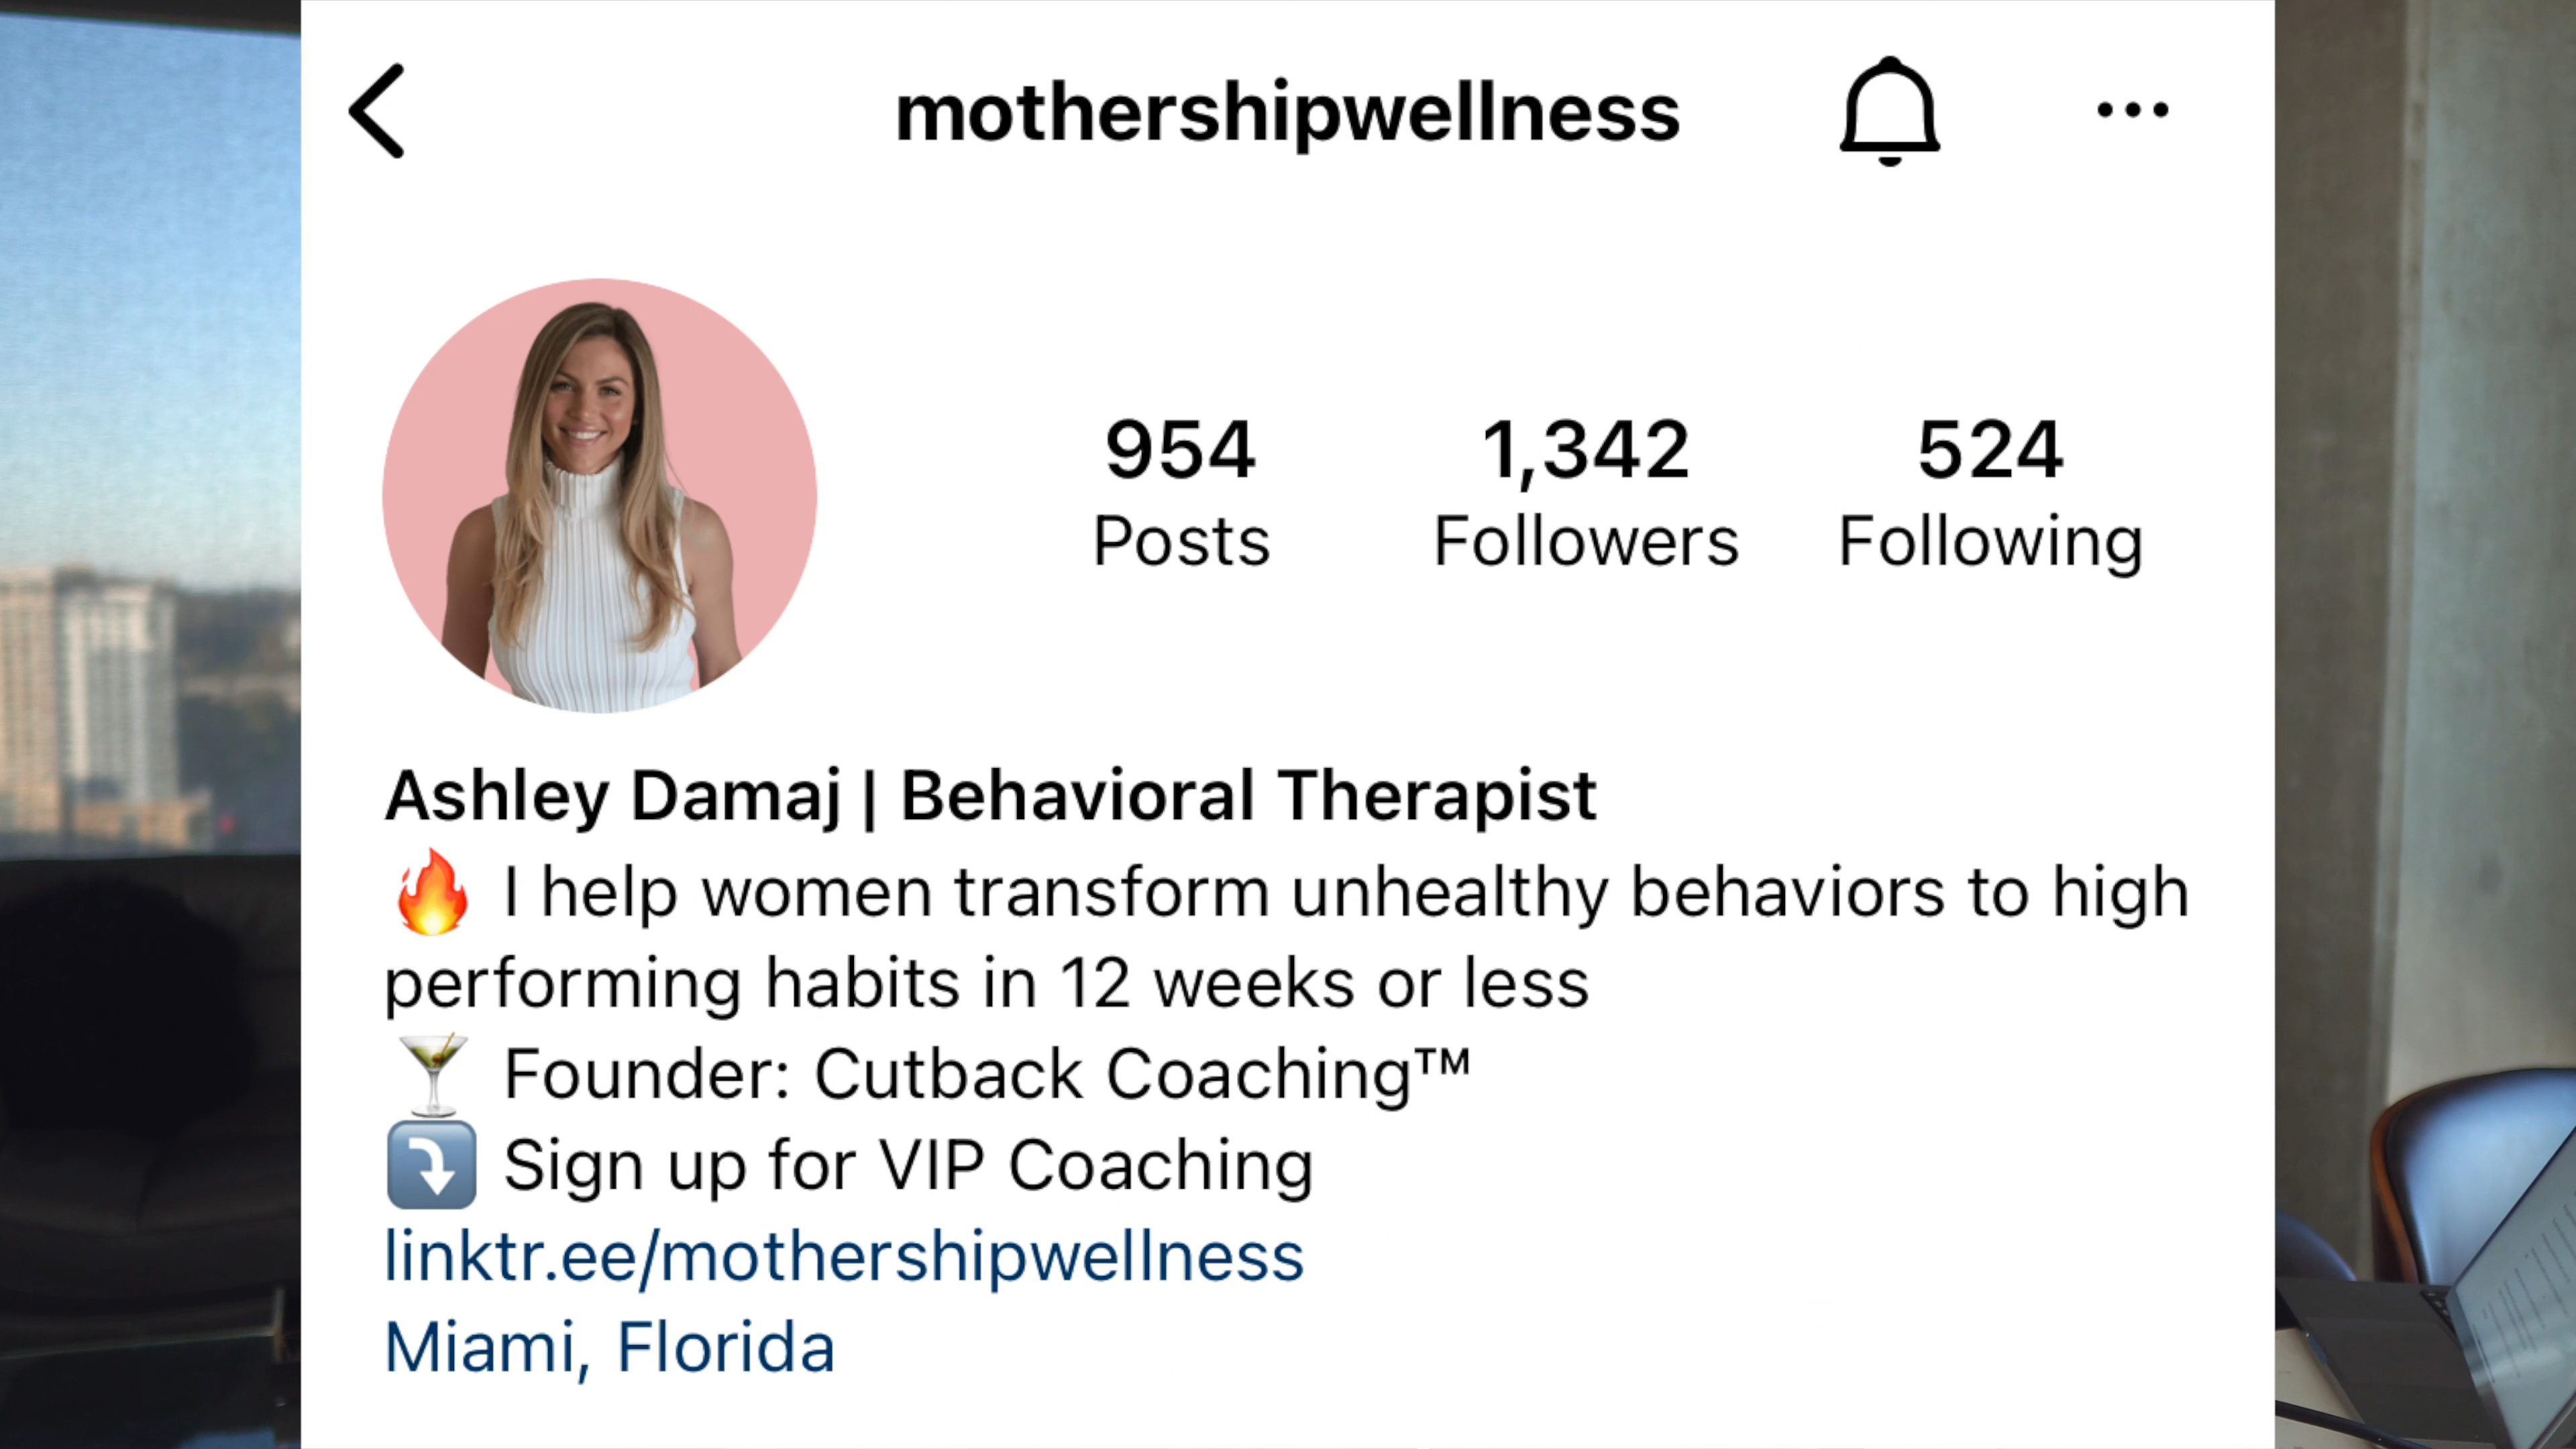 mothershipwellness
954
Posts
1,342
Followers
524
Following
Ashley Damaj | Behavioral Therapist
🔥 I help women transform unhealthy behaviors to high
performing habits in 12 weeks or less
🍸 Founder: Cutback Coaching™
⤵️ Sign up for VIP Coaching
linktr.ee/mothershipwellness
Miami, Florida